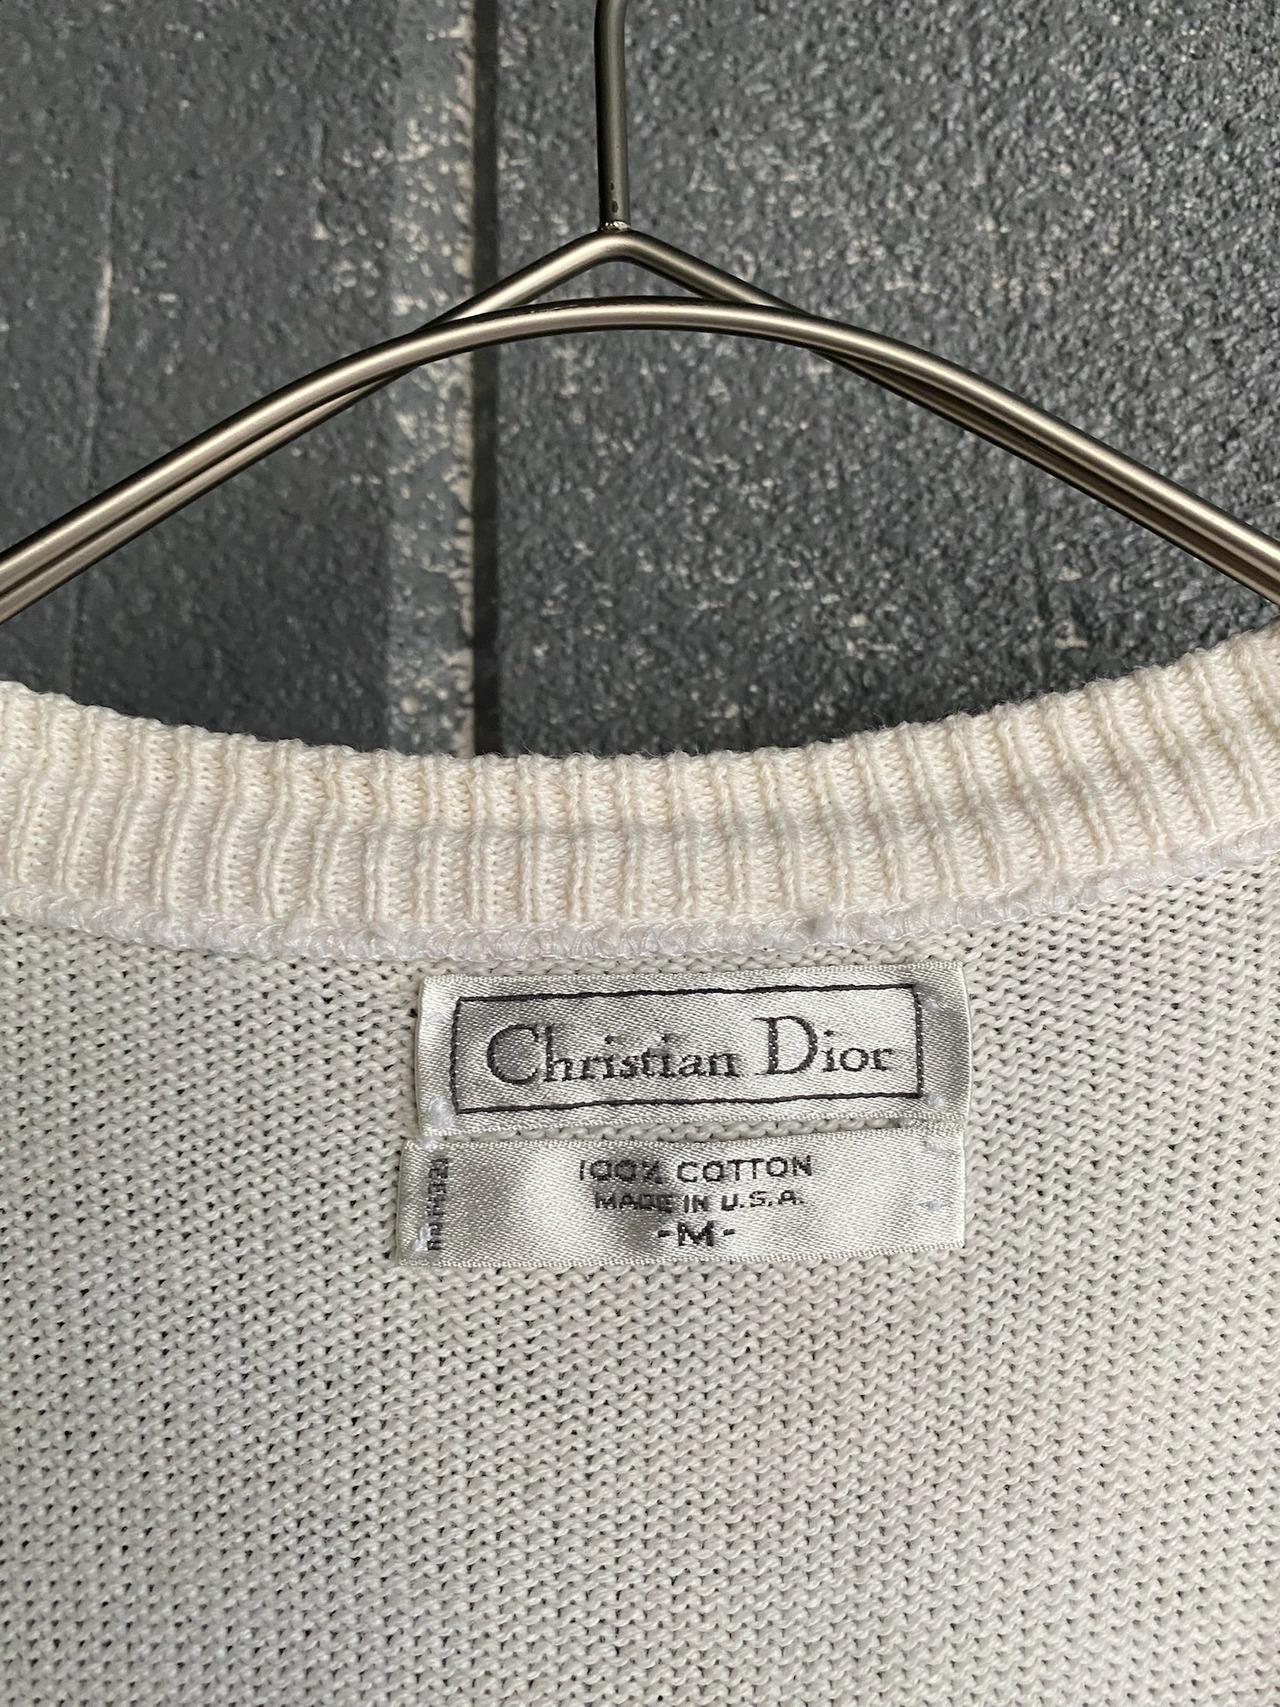 Christian Dior
100% COTTON
MADE IN U.S.A.
-M-